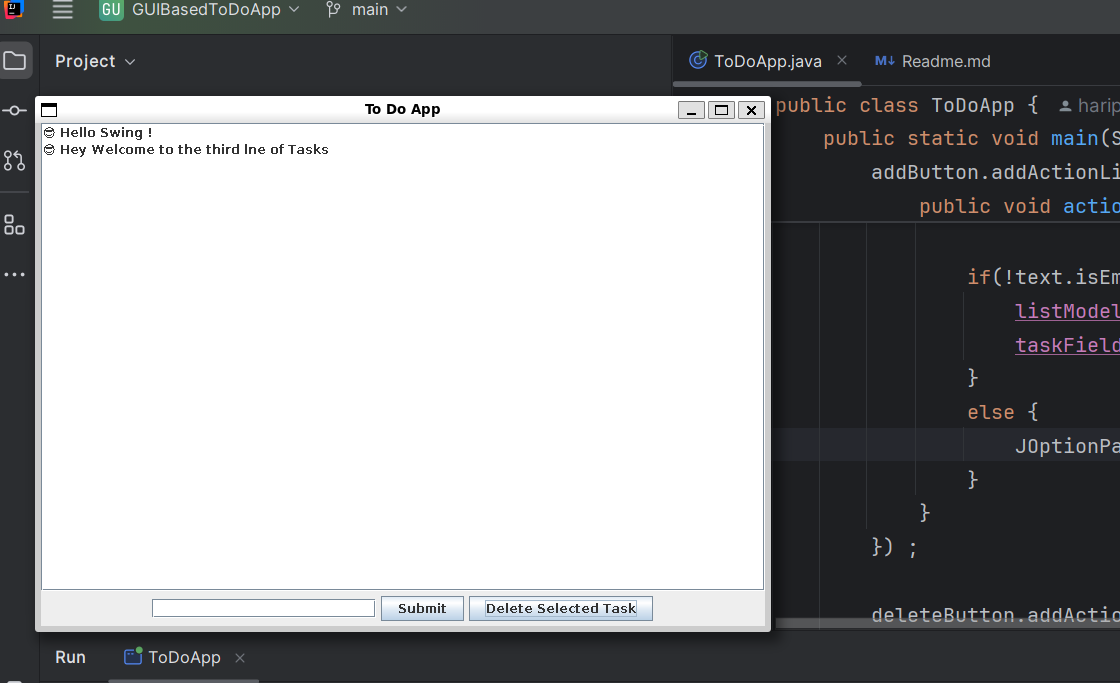 GU GUIBasedToDoApp main
Project
ToDoApp.java
M↓ Readme.md
To Do App
😎 Hello Swing !
😎 Hey Welcome to the third lne of Tasks
Submit
Delete Selected Task
public class ToDoApp { harip
public static void main(S
addButton.addActionLi
public void actio
if(!text.isEm
listModel
taskField
}
else {
JOptionPa
}
}
}) ;
deleteButton.addActio
Run
ToDoApp